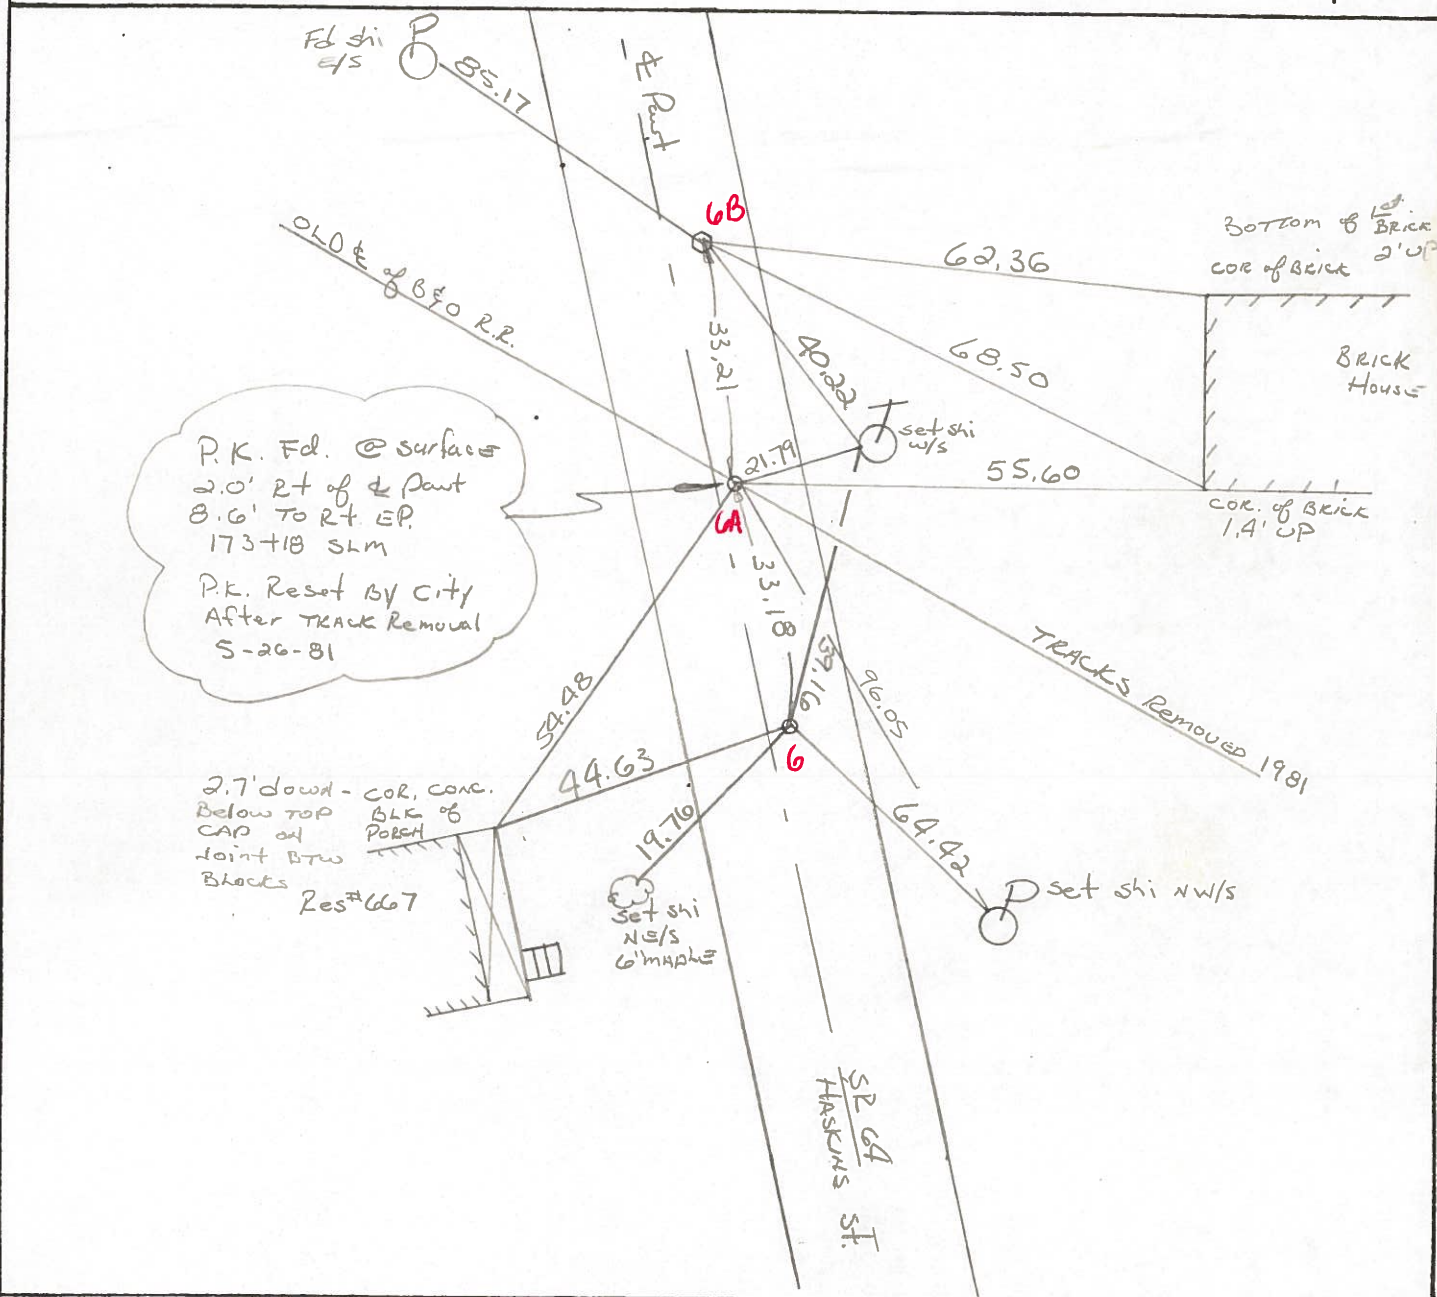 Fd shi
E/S
P
85.17
℄ Pavt
6B
62.36
Bottom of 1st
BRICK
2' UP
COR of BRICK
OLD ℄ of B&O R.R.
33.21
40.22
68.50
BRICK
HOUSE
T
set shi
w/s
21.79
55.60
COR. of BRICK
1.4' UP
P.K. Fd. @ surface
2.0' Rt of ℄ Pavt
8.6' TO Rt EP.
173+18 SLM
P.K. Reset By City
After TRACK Removal
5-26-81
6A
33.18
39.16
96.05
TRACKS Removed 1981
54.48
44.63
6
2.7' down - COR. CONC.
Below TOP BLK of
CAP on PORCH
Joint BTW
BLOCKS
Res#667
19.76
set shi
NE/S
6" MAPLE
64.42
P
set shi NW/S
SR 64
HASKINS St.